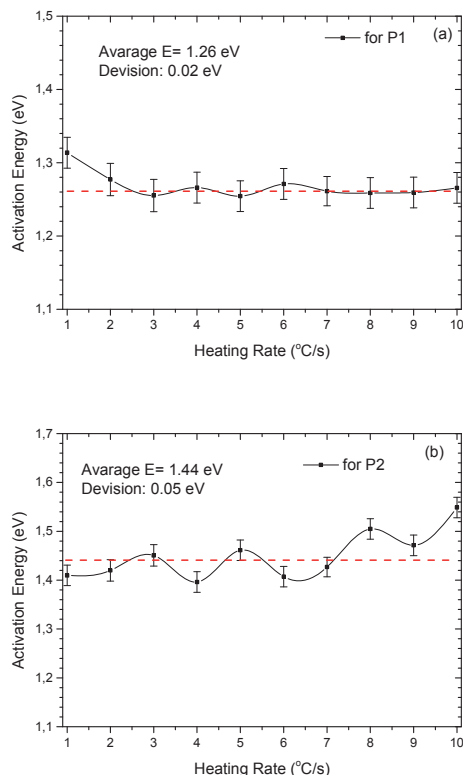 1,5
Avarage E= 1.26 eV
Devision: 0.02 eV
for P1
(a)
1,4
1,3
1,2
1,1
Activation Energy (eV)
1 2 3 4 5 6 7 8 9 10
Heating Rate (°C/s)
1,7
Avarage E= 1.44 eV
Devision: 0.05 eV
for P2
(b)
1,6
1,5
1,4
1,3
1,2
1,1
Activation Energy (eV)
1 2 3 4 5 6 7 8 9 10
Heating Rate (°C/s)